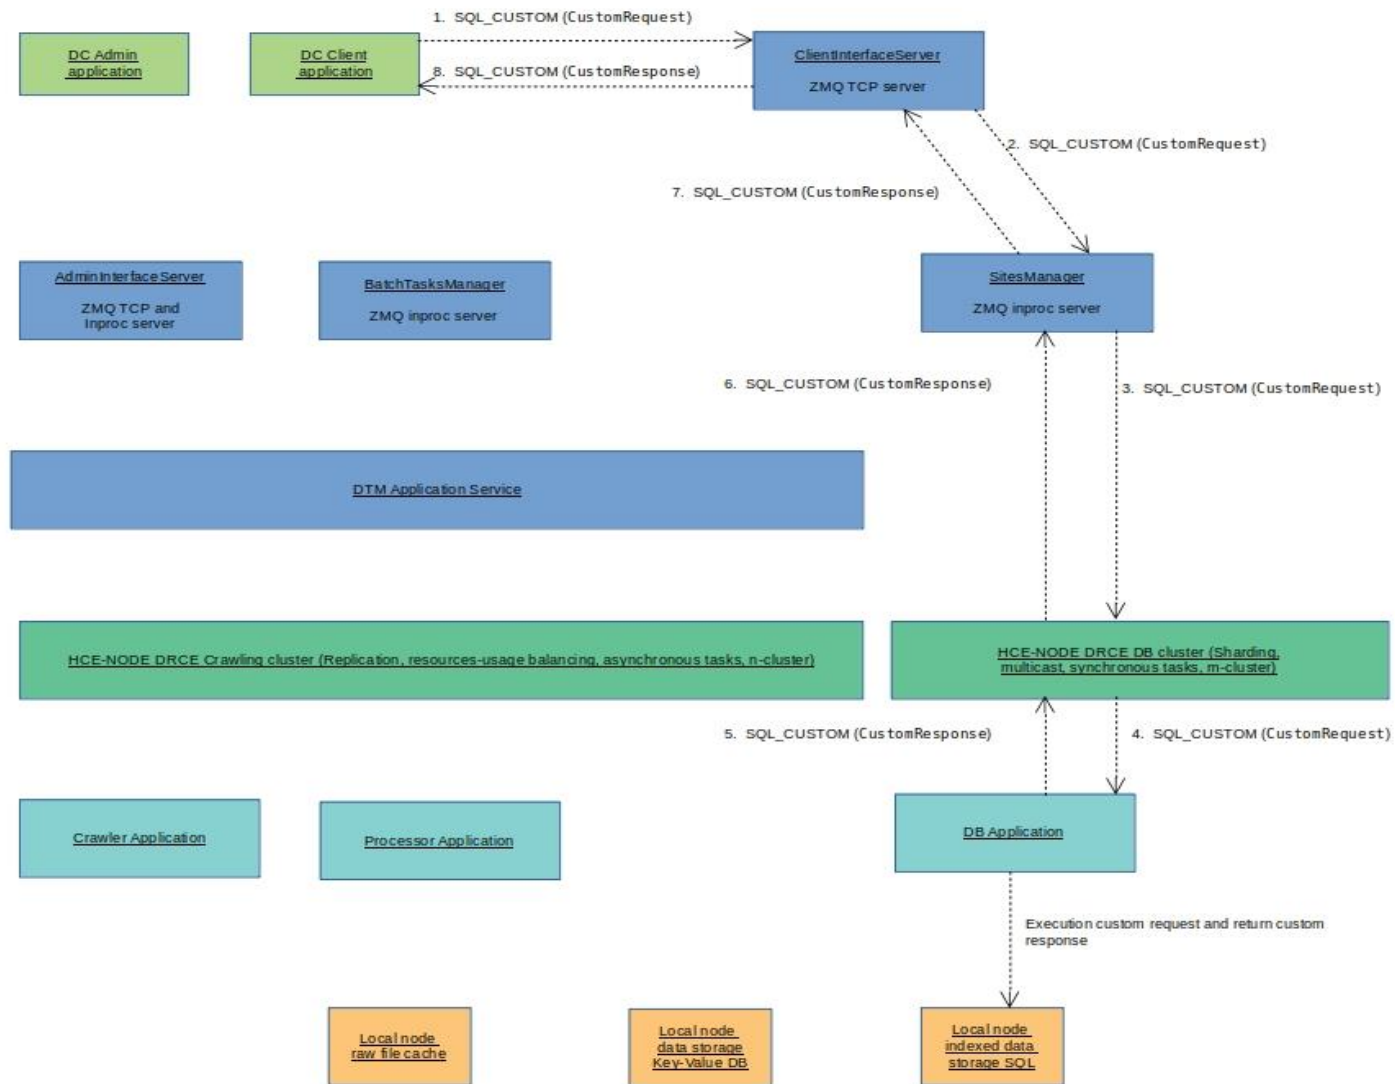 1. SQL_CUSTOM (CustomRequest)
DC Admin
application
DC Client
application
ClientInterfaceServer
ZMQ TCP server
8. SQL_CUSTOM (CustomResponse)
2. SQL_CUSTOM (CustomRequest)
7. SQL_CUSTOM (CustomResponse)
AdminInterfaceServer
ZMQ TCP and
Inproc server
BatchTasksManager
ZMQ inproc server
SitesManager
ZMQ inproc server
6. SQL_CUSTOM (CustomResponse)
3. SQL_CUSTOM (CustomRequest)
DTM Application Service
HCE-NODE DRCE Crawling cluster (Replication, resources-usage balancing, asynchronous tasks, n-cluster)
HCE-NODE DRCE DB cluster (Sharding,
multicast, synchronous tasks, m-cluster)
5. SQL_CUSTOM (CustomResponse)
4. SQL_CUSTOM (CustomRequest)
Crawler Application
Processor Application
DB Application
Execution custom request and return custom
response
Local node
raw file cache
Local node
data storage
Key-Value DB
Local node
indexed data
storage SQL